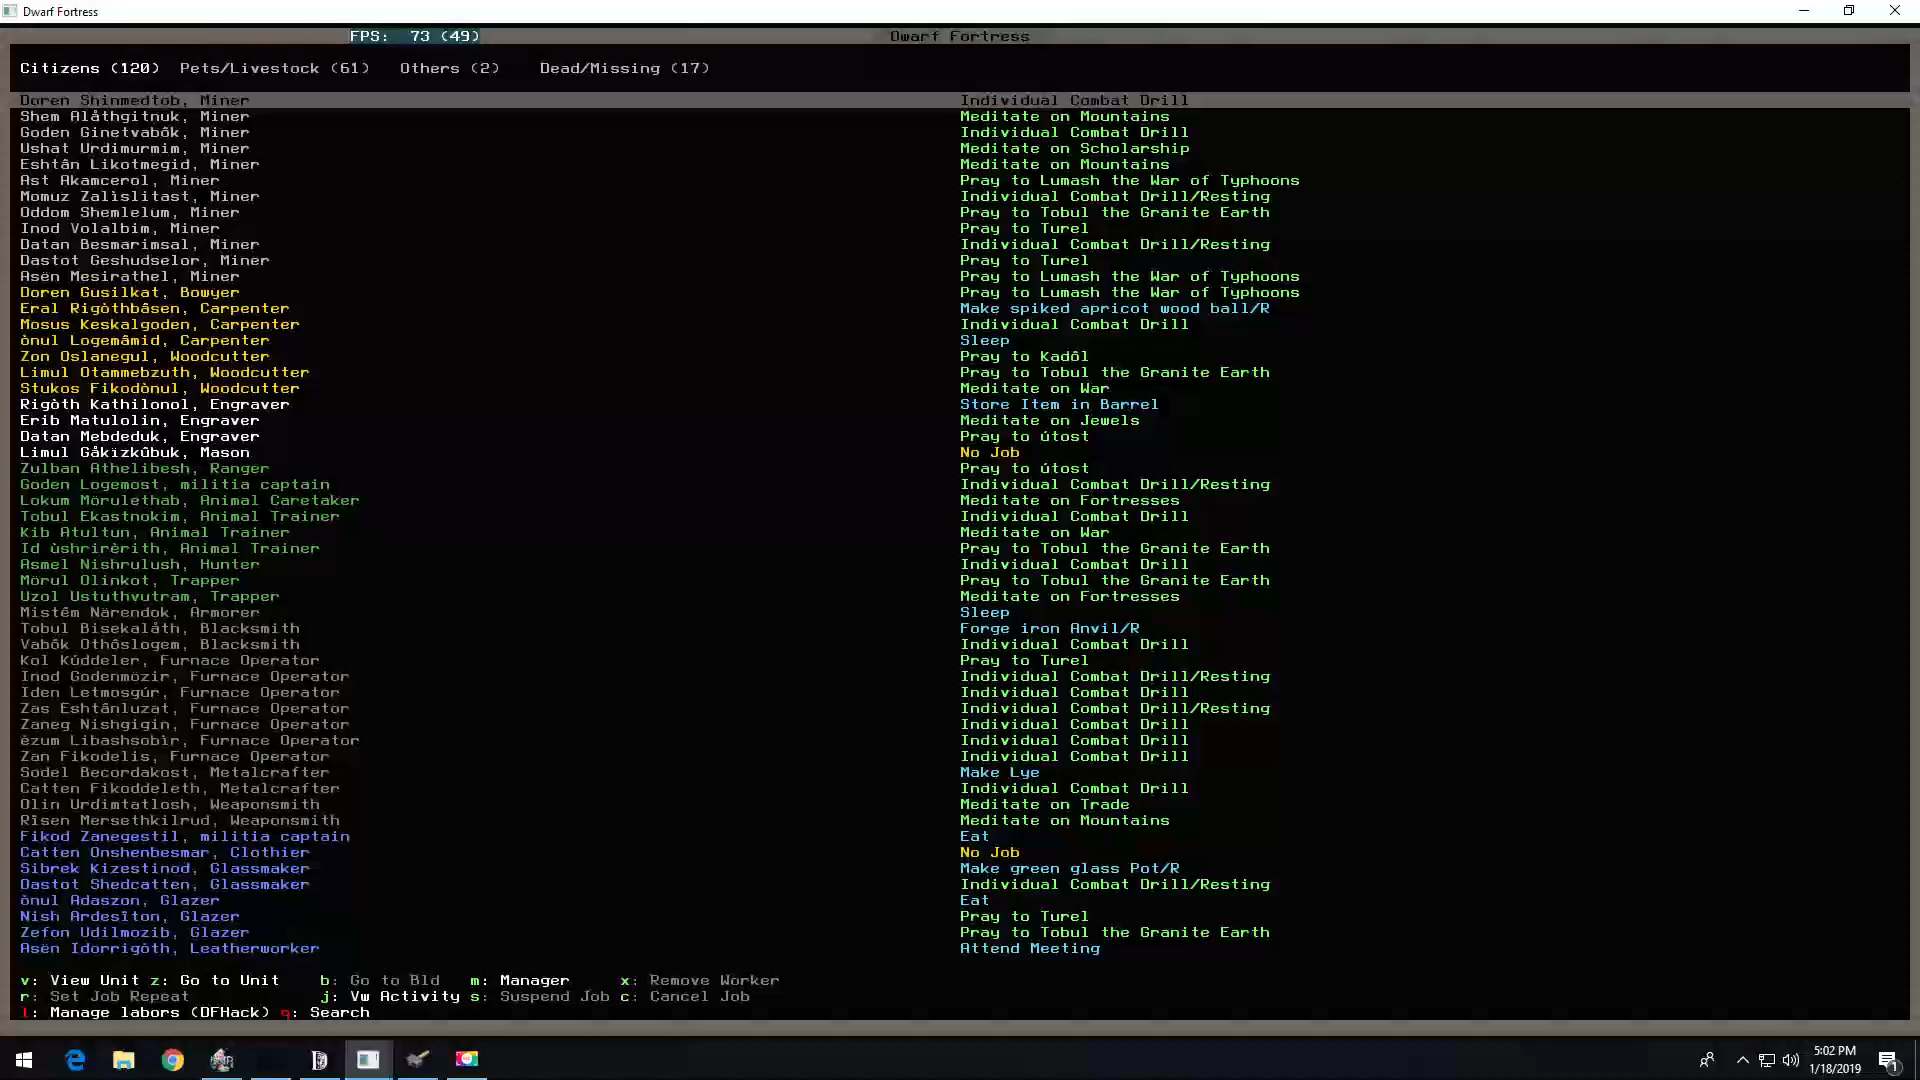 Dwarf Fortress
FPS: 73 (49)
Dwarf Fortress
Citizens (120) Pets/Livestock (61) Others (2) Dead/Missing (17)
Doren Shinmedtob, Miner Individual Combat Drill
Shem Alåthgitnuk, Miner Meditate on Mountains
Goden Ginetvabôk, Miner Individual Combat Drill
Ushat Urdimurmim, Miner Meditate on Scholarship
Eshtân Likotmegid, Miner Meditate on Mountains
Ast Akamcerol, Miner Pray to Lumash the War of Typhoons
Momuz Zalìslitast, Miner Individual Combat Drill/Resting
Oddom Shemlelum, Miner Pray to Tobul the Granite Earth
Inod Volalbim, Miner Pray to Turel
Datan Besmarimsal, Miner Individual Combat Drill/Resting
Dastot Geshudselor, Miner Pray to Turel
Asën Mesirathel, Miner Pray to Lumash the War of Typhoons
Doren Gusilkat, Bowyer Pray to Lumash the War of Typhoons
Eral Rigòthbâsen, Carpenter Make spiked apricot wood ball/R
Mosus Keskalgoden, Carpenter Individual Combat Drill
ònul Logemâmid, Carpenter Sleep
Zon Oslanegul, Woodcutter Pray to Kadôl
Limul Otammebzuth, Woodcutter Pray to Tobul the Granite Earth
Stukos Fikodònul, Woodcutter Meditate on War
Rigòth Kathilonol, Engraver Store Item in Barrel
Erib Matulolin, Engraver Meditate on Jewels
Datan Mebdeduk, Engraver Pray to útost
Limul Gåkïzkûbuk, Mason No Job
Zulban Athelibesh, Ranger Pray to útost
Goden Logemost, militia captain Individual Combat Drill/Resting
Lokum Mörulethab, Animal Caretaker Meditate on Fortresses
Tobul Ekastnokim, Animal Trainer Individual Combat Drill
Kib Atultun, Animal Trainer Meditate on War
Id ùshrirèrith, Animal Trainer Pray to Tobul the Granite Earth
Asmel Nishrulush, Hunter Individual Combat Drill
Mörul Olinkot, Trapper Pray to Tobul the Granite Earth
Uzol Ustuthvutram, Trapper Meditate on Fortresses
Mistêm Närendok, Armorer Sleep
Tobul Bisekalåth, Blacksmith Forge iron Anvil/R
Vabôk Othôslogem, Blacksmith Individual Combat Drill
Kol Kúddeler, Furnace Operator Pray to Turel
Inod Godenmözir, Furnace Operator Individual Combat Drill/Resting
Iden Letmosgúr, Furnace Operator Individual Combat Drill
Zas Eshtânluzat, Furnace Operator Individual Combat Drill/Resting
Zaneg Nishgigin, Furnace Operator Individual Combat Drill
ézum Libashsobìr, Furnace Operator Individual Combat Drill
Zan Fikodelis, Furnace Operator Individual Combat Drill
Sodel Becordakost, Metalcrafter Make Lye
Catten Fikoddeleth, Metalcrafter Individual Combat Drill
Olin Urdimtatlosh, Weaponsmith Meditate on Trade
Rîsen Mersethkilrud, Weaponsmith Meditate on Mountains
Fikod Zanegestil, militia captain Eat
Catten Onshenbesmar, Clothier No Job
Sibrek Kizestinod, Glassmaker Make green glass Pot/R
Dastot Shedcatten, Glassmaker Individual Combat Drill/Resting
ònul Adaszon, Glazer Eat
Nish Ardesîton, Glazer Pray to Turel
Zefon Udilmozib, Glazer Pray to Tobul the Granite Earth
Asën Idorrigòth, Leatherworker Attend Meeting
v: View Unit z: Go to Unit b: Go to Bld m: Manager x: Remove Worker
r: Set Job Repeat j: Vw Activity s: Suspend Job c: Cancel Job
l: Manage labors (DFHack) q: Search
5:02 PM
1/18/2019
1